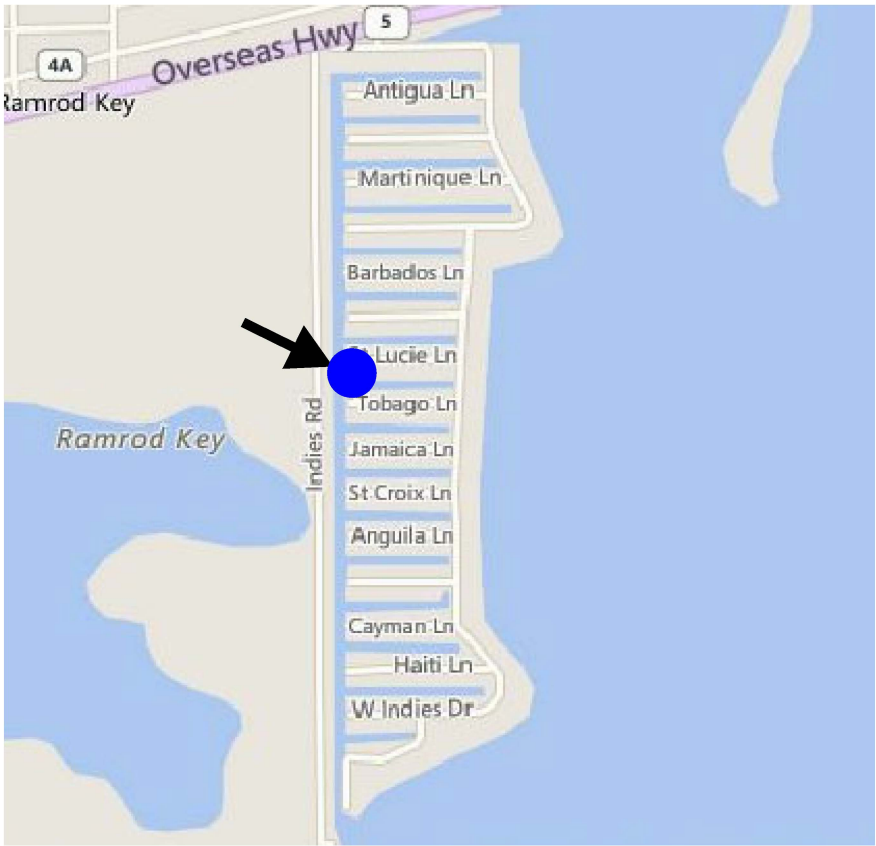 5
Overseas Hwy
4A
Ramrod Key
Antigua Ln
Martinique Ln
Barbados Ln
Lucie Ln
Tobago Ln
Indies Rd
Ramrod Key
Jamaica Ln
St Croix Ln
Anguila Ln
Cayman Ln
Haiti Ln
W Indies Dr